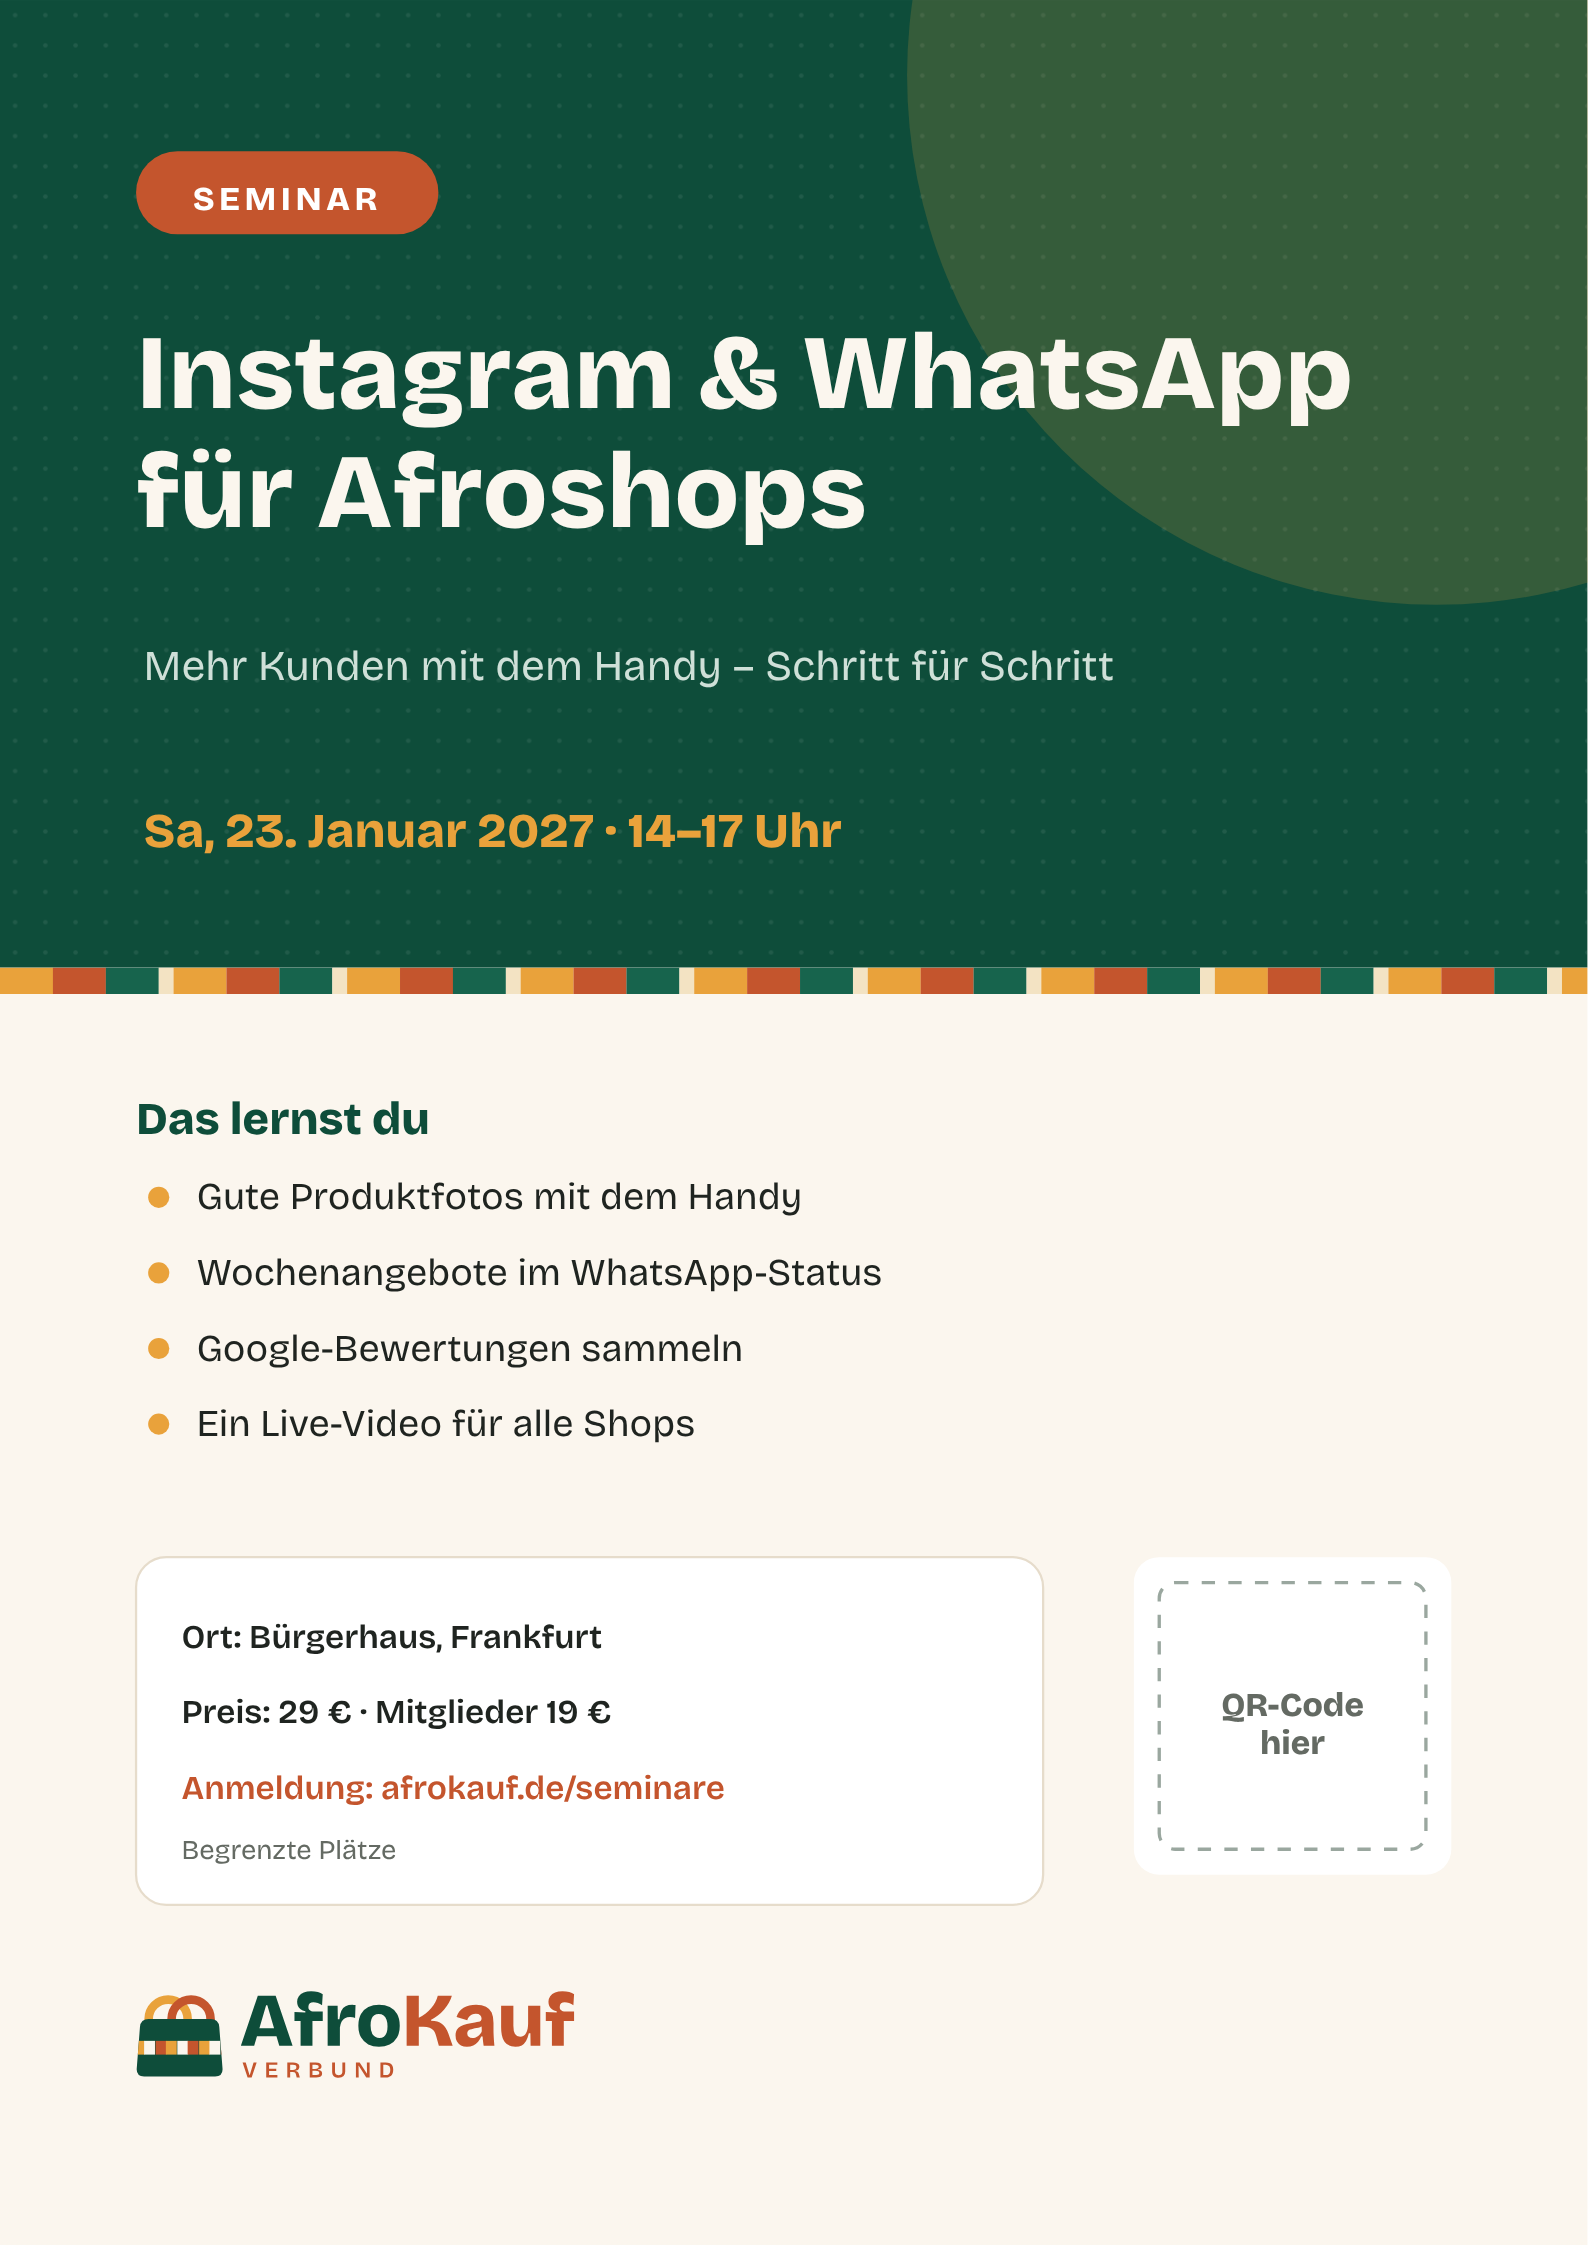 SEMINAR
Instagram & WhatsApp
für Afroshops
Mehr Kunden mit dem Handy – Schritt für Schritt
Sa, 23. Januar 2027 · 14–17 Uhr
Das lernst du
Gute Produktfotos mit dem Handy
Wochenangebote im WhatsApp-Status
Google-Bewertungen sammeln
Ein Live-Video für alle Shops
Ort: Bürgerhaus, Frankfurt
Preis: 29 € · Mitglieder 19 €
Anmeldung: afrokauf.de/seminare
Begrenzte Plätze
QR-Code
hier
AfroKauf
VERBUND